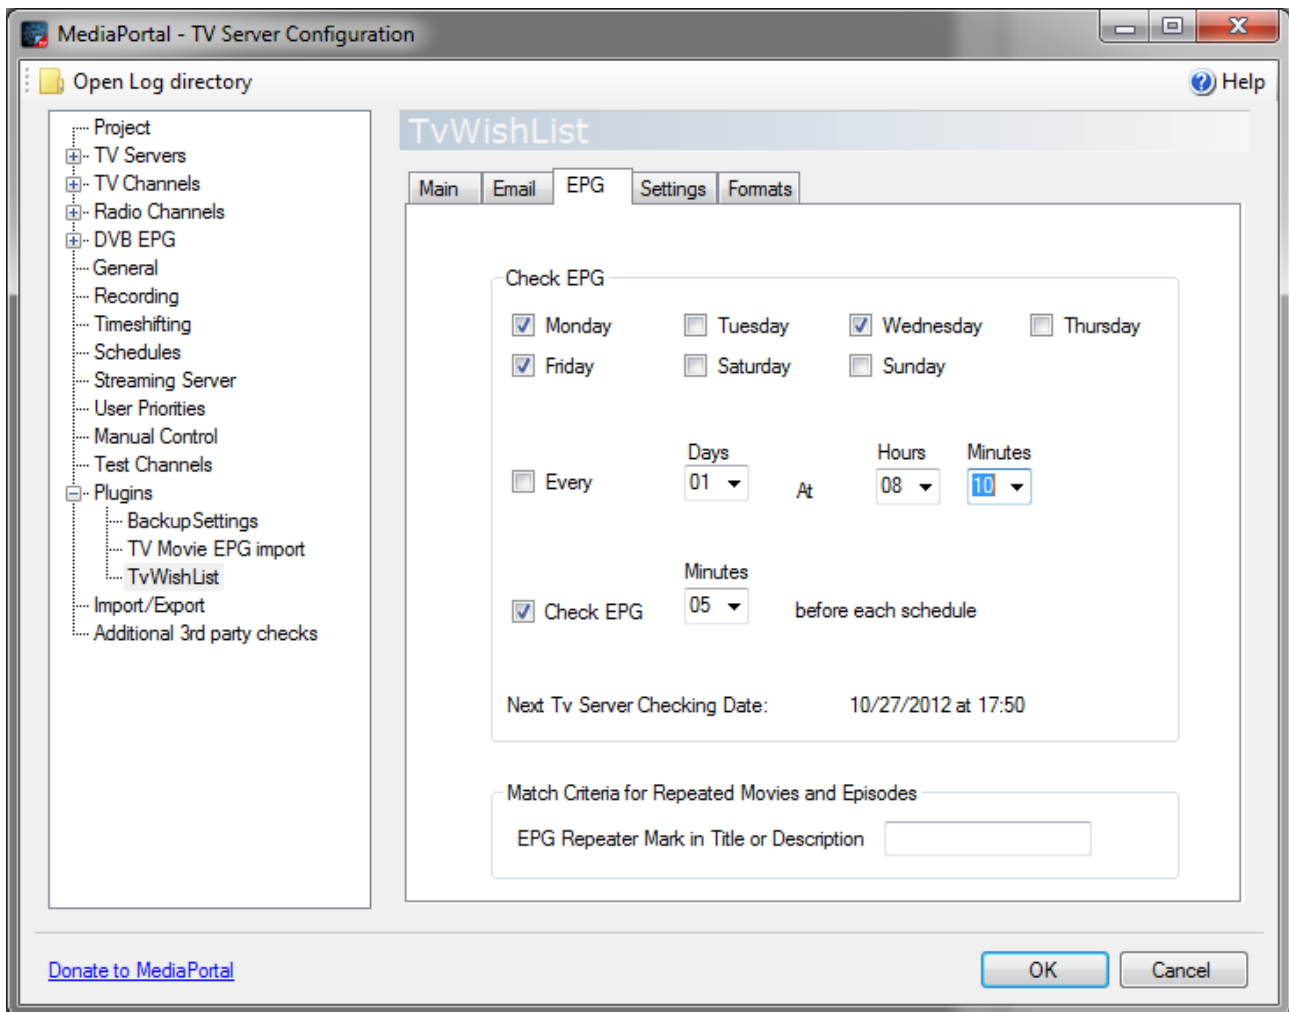 MediaPortal - TV Server Configuration
Open Log directory
Help
Project
TV Servers
TV Channels
Radio Channels
DVB EPG
General
Recording
Timeshifting
Schedules
Streaming Server
User Priorities
Manual Control
Test Channels
Plugins
BackupSettings
TV Movie EPG import
TvWishList
Import/Export
Additional 3rd party checks
TvWishList
Main Email EPG Settings Formats
Check EPG
Monday Tuesday Wednesday Thursday
Friday Saturday Sunday
Days Hours Minutes
Every 01 At 08 10
Minutes
Check EPG 05 before each schedule
Next Tv Server Checking Date: 10/27/2012 at 17:50
Match Criteria for Repeated Movies and Episodes
EPG Repeater Mark in Title or Description
Donate to MediaPortal
OK Cancel